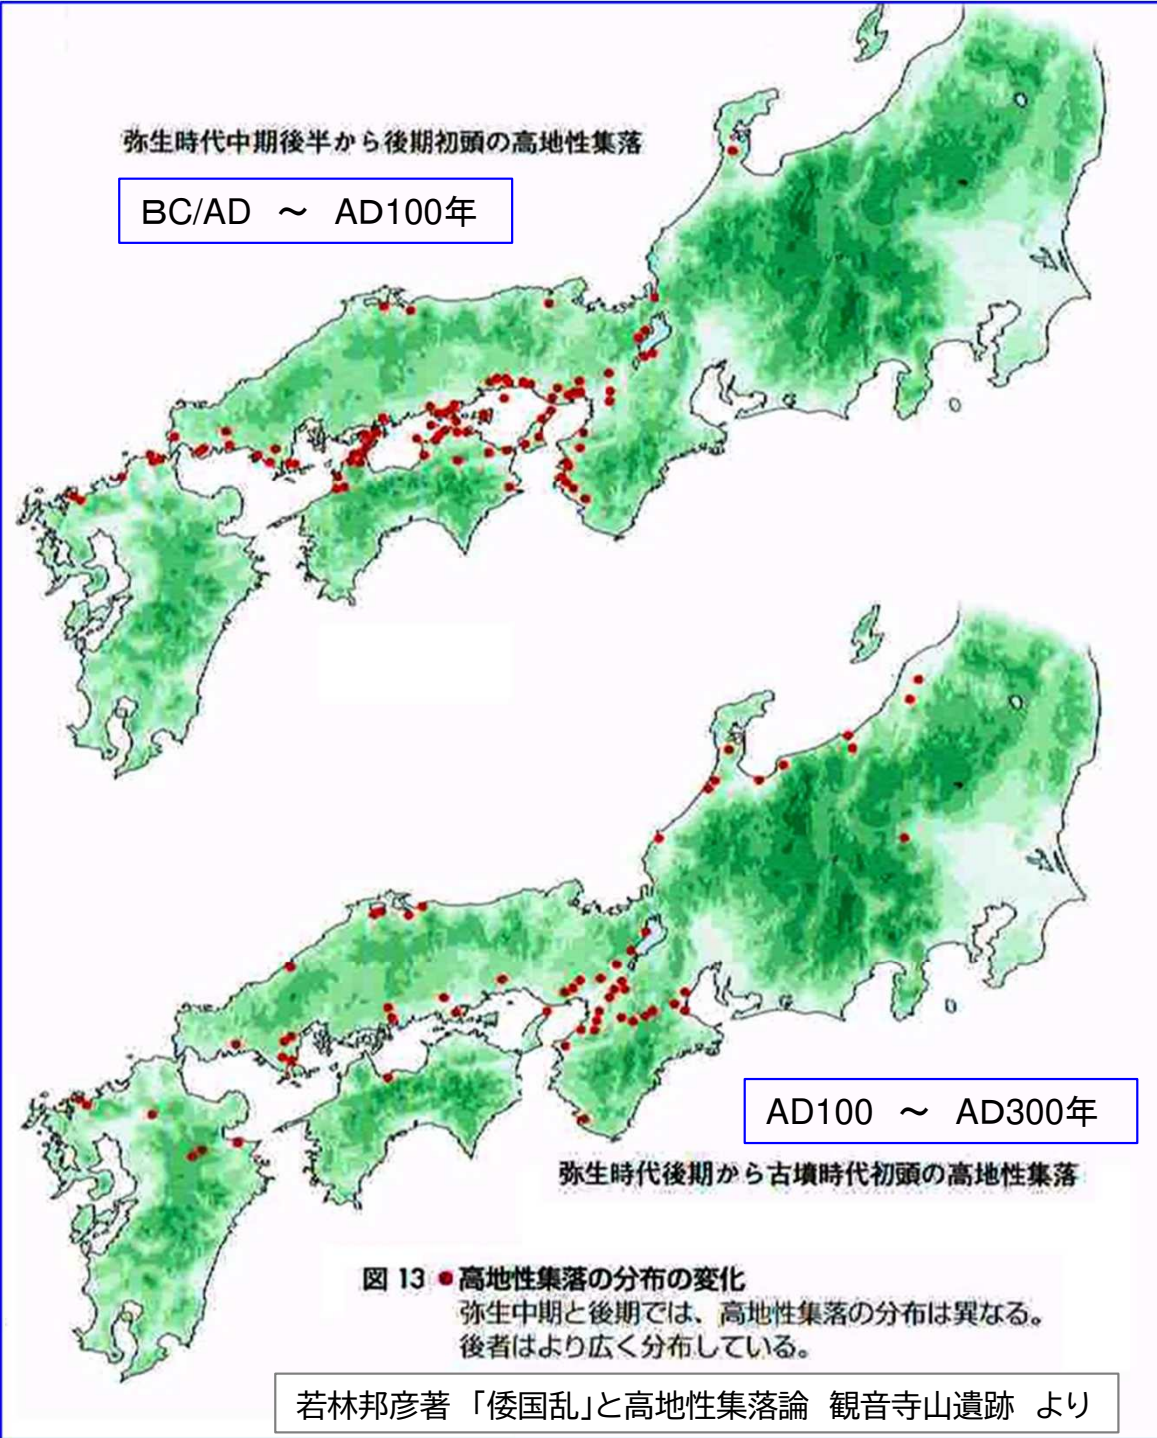 弥生時代中期後半から後期初頭の高地性集落
BC/AD ～ AD100年
AD100 ～ AD300年
弥生時代後期から古墳時代初頭の高地性集落
図 13 ●高地性集落の分布の変化
弥生中期と後期では、高地性集落の分布は異なる。
後者はより広く分布している。
若林邦彦著 「倭国乱」と高地性集落論 観音寺山遺跡 より